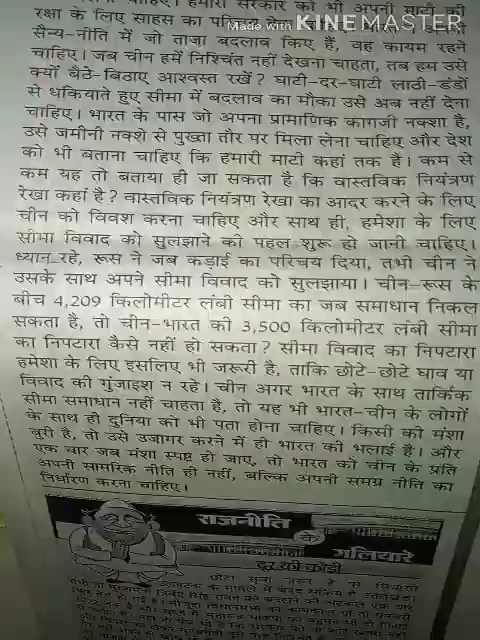 रक्षा के लिए साहस का
Made with KINEMASTER
सैन्य-नीति में जो ताजा बदलाव किए हैं, वह कायम रहने
चाहिए। जब चीन हमें निश्चिंत नहीं देखना चाहता, तब हम उसे
क्यों बैठे-बिठाए आश्वस्त रखें? घाटी-दर-घाटी लाठी-डंडों
से धकियाते हुए सीमा में बदलाव का मौका उसे अब नहीं देना
चाहिए। भारत के पास जो अपना प्रामाणिक कागजी नक्शा है,
उसे जमीनी नक्शे से पुख्ता तौर पर मिला लेना चाहिए और देश
को भी बताना चाहिए कि हमारी माटी कहां तक है। कम से
कम यह तो बताया ही जा सकता है कि वास्तविक नियंत्रण
रेखा कहां है? वास्तविक नियंत्रण रेखा का आदर करने के लिए
चीन को विवश करना चाहिए और साथ ही, हमेशा के लिए
सीमा विवाद को सुलझाने की पहल शुरू हो जानी चाहिए।
ध्यान रहे, रूस ने जब कड़ाई का परिचय दिया, तभी चीन ने
उसके साथ अपने सीमा विवाद को सुलझाया। चीन-रूस के
बीच 4,209 किलोमीटर लंबी सीमा का जब समाधान निकल
सकता है, तो चीन-भारत की 3,500 किलोमीटर लंबी सीमा
का निपटारा कैसे नहीं हो सकता? सीमा विवाद का निपटारा
हमेशा के लिए इसलिए भी जरूरी है, ताकि छोटे-छोटे घाव या
विवाद की गुंजाइश न रहे। चीन अगर भारत के साथ तार्किक
सीमा समाधान नहीं चाहता है, तो यह भी भारत-चीन के लोगों
के साथ ही दुनिया को भी पता होना चाहिए। किसी की मंशा
बुरी है, तो उसे उजागर करने में ही भारत की भलाई है। और
एक बार जब मंशा स्पष्ट हो जाए, तो भारत को चीन के प्रति
अपनी सामरिक नीति ही नहीं, बल्कि अपनी समग्र नीति का
निर्धारण करना चाहिए।
राजनीति
के
गलियारे
दूर की कौड़ी